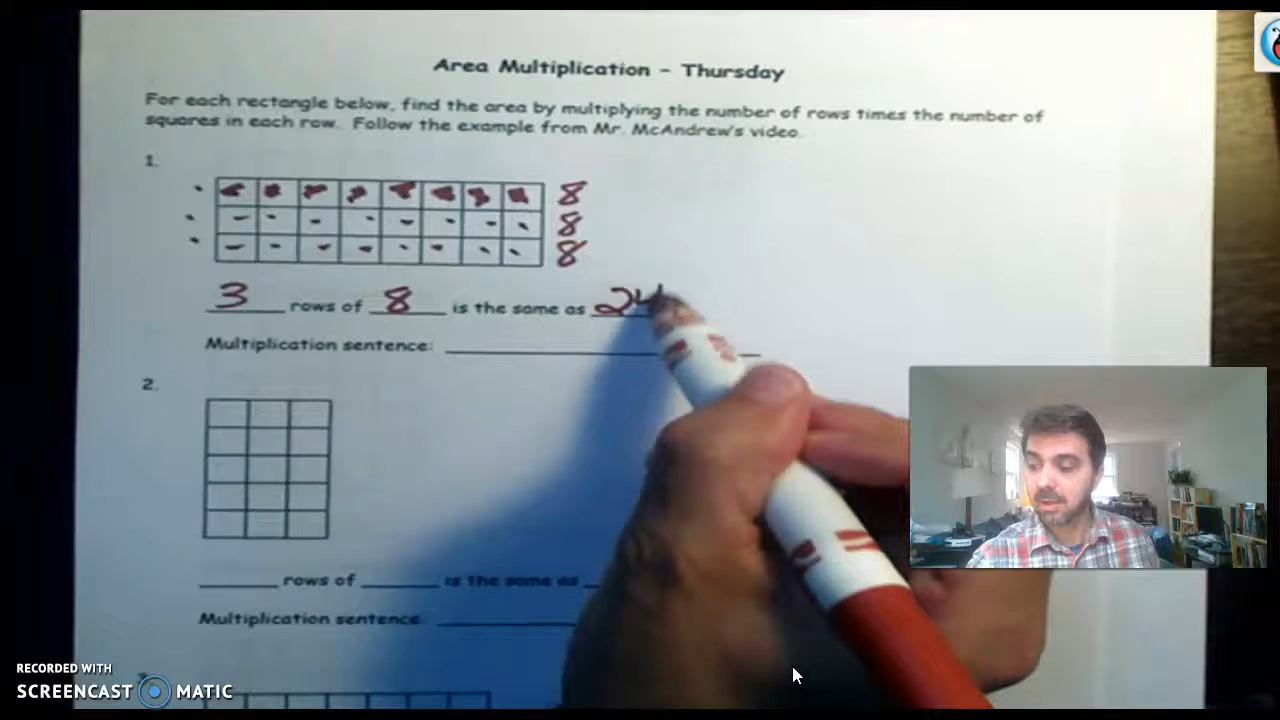 Area Multiplication - Thursday
For each rectangle below, find the area by multiplying the number of rows times the number of
squares in each row. Follow the example from Mr. McAndrew's video.
1.
8
8
8
3 rows of 8 is the same as 24
Multiplication sentence:
2.
rows of is the same as
Multiplication sentence:
RECORDED WITH
SCREENCAST MATIC